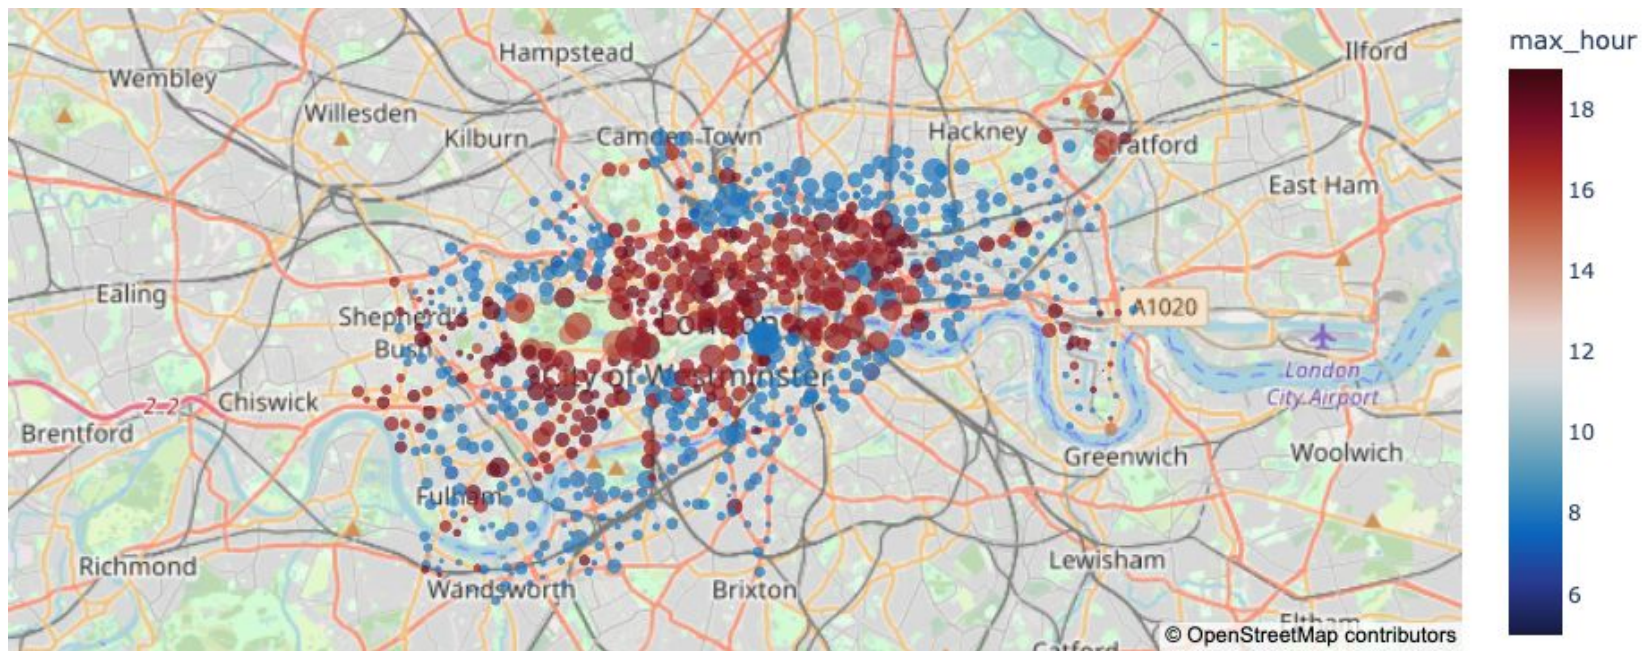 max_hour
18
16
14
12
10
8
6
Hampstead
Ilford
Wembley
Willesden
Kilburn
Camden Town
Hackney
Stratford
East Ham
Ealing
A1020
Shepherd's
Bush
London
City of Westminster
London
City Airport
2.2
Chiswick
Brentford
Greenwich
Woolwich
Fulham
Richmond
Lewisham
Wandsworth
Brixton
Eltham
Catford
© OpenStreetMap contributors